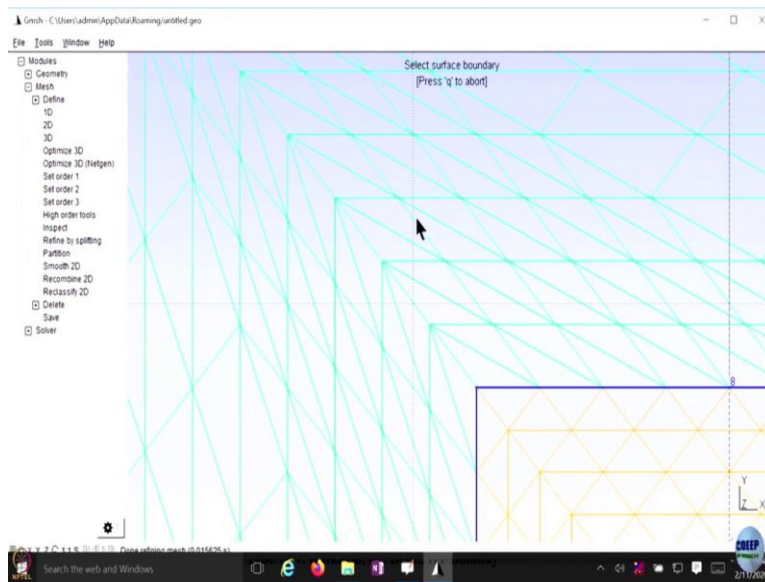 Gmsh - C:\Users\admin\AppData\Roaming\untitled.geo
File Tools Window Help
Modules
Geometry
Mesh
Define
1D
2D
3D
Optimize 3D
Optimize 3D (Netgen)
Set order 1
Set order 2
Set order 3
High order tools
Inspect
Refine by splitting
Partition
Smooth 2D
Recombine 2D
Reclassify 2D
Delete
Save
Solver
Select surface boundary
[Press 'q' to abort]
8
Y
Z X
X Y Z 1:1 S Done refining mesh (0.015625 s)
NPTEL
Search the web and Windows
CDEEP